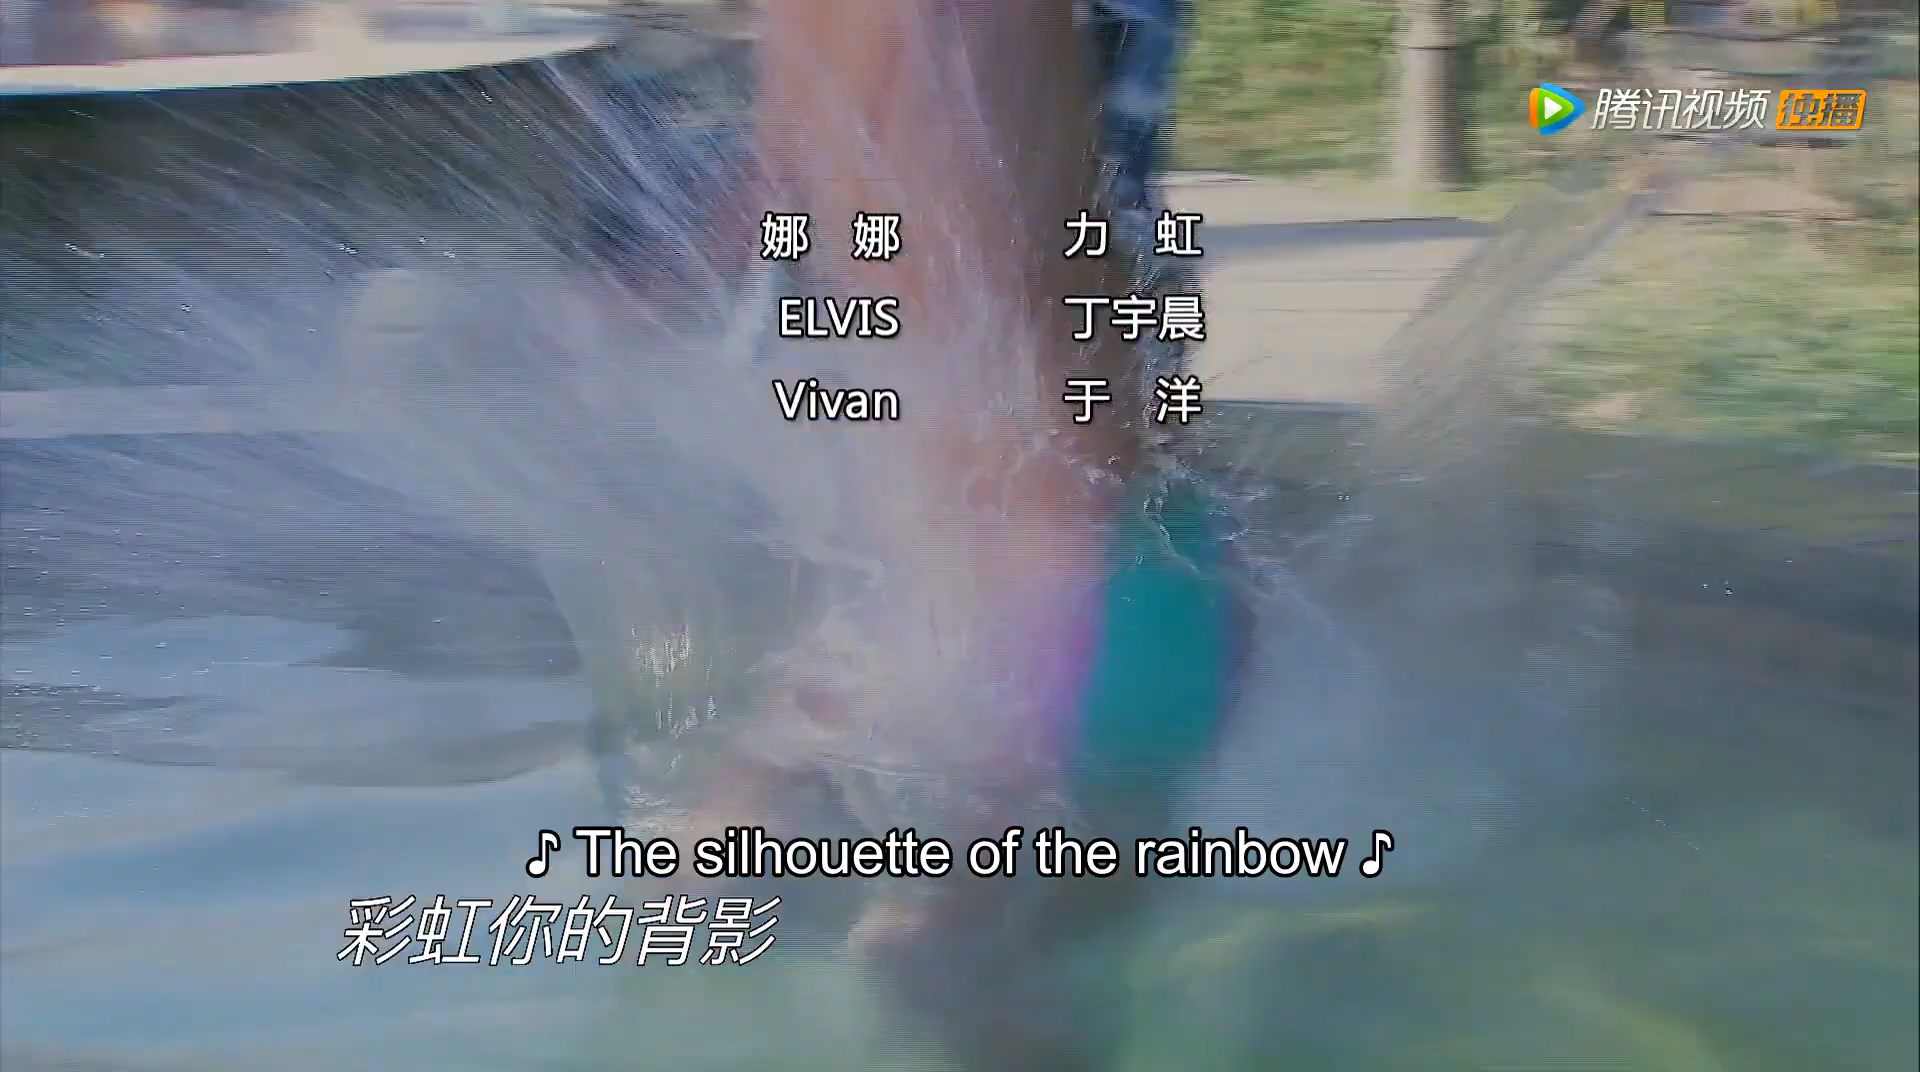 腾讯视频 独播
娜 娜 力 虹
ELVIS 丁宇晨
Vivan 于 洋
♪ The silhouette of the rainbow ♪
彩虹你的背影